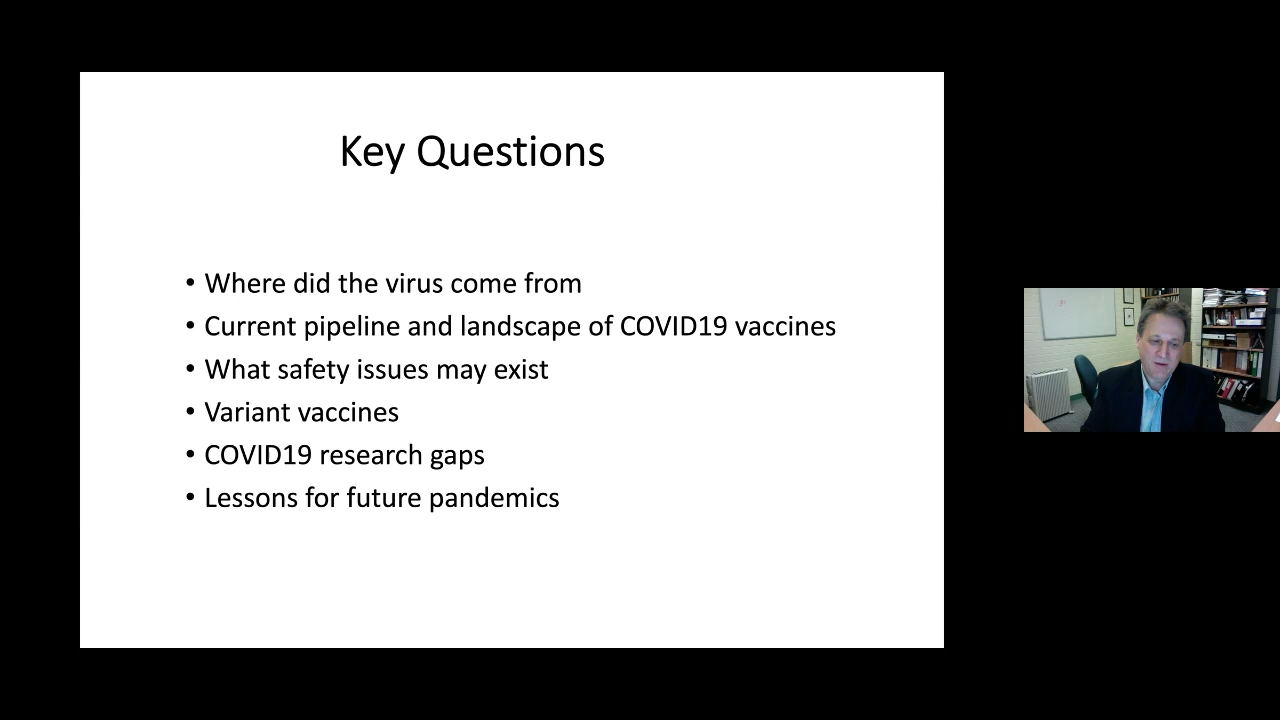 Key Questions
• Where did the virus come from
• Current pipeline and landscape of COVID19 vaccines
• What safety issues may exist
• Variant vaccines
• COVID19 research gaps
• Lessons for future pandemics